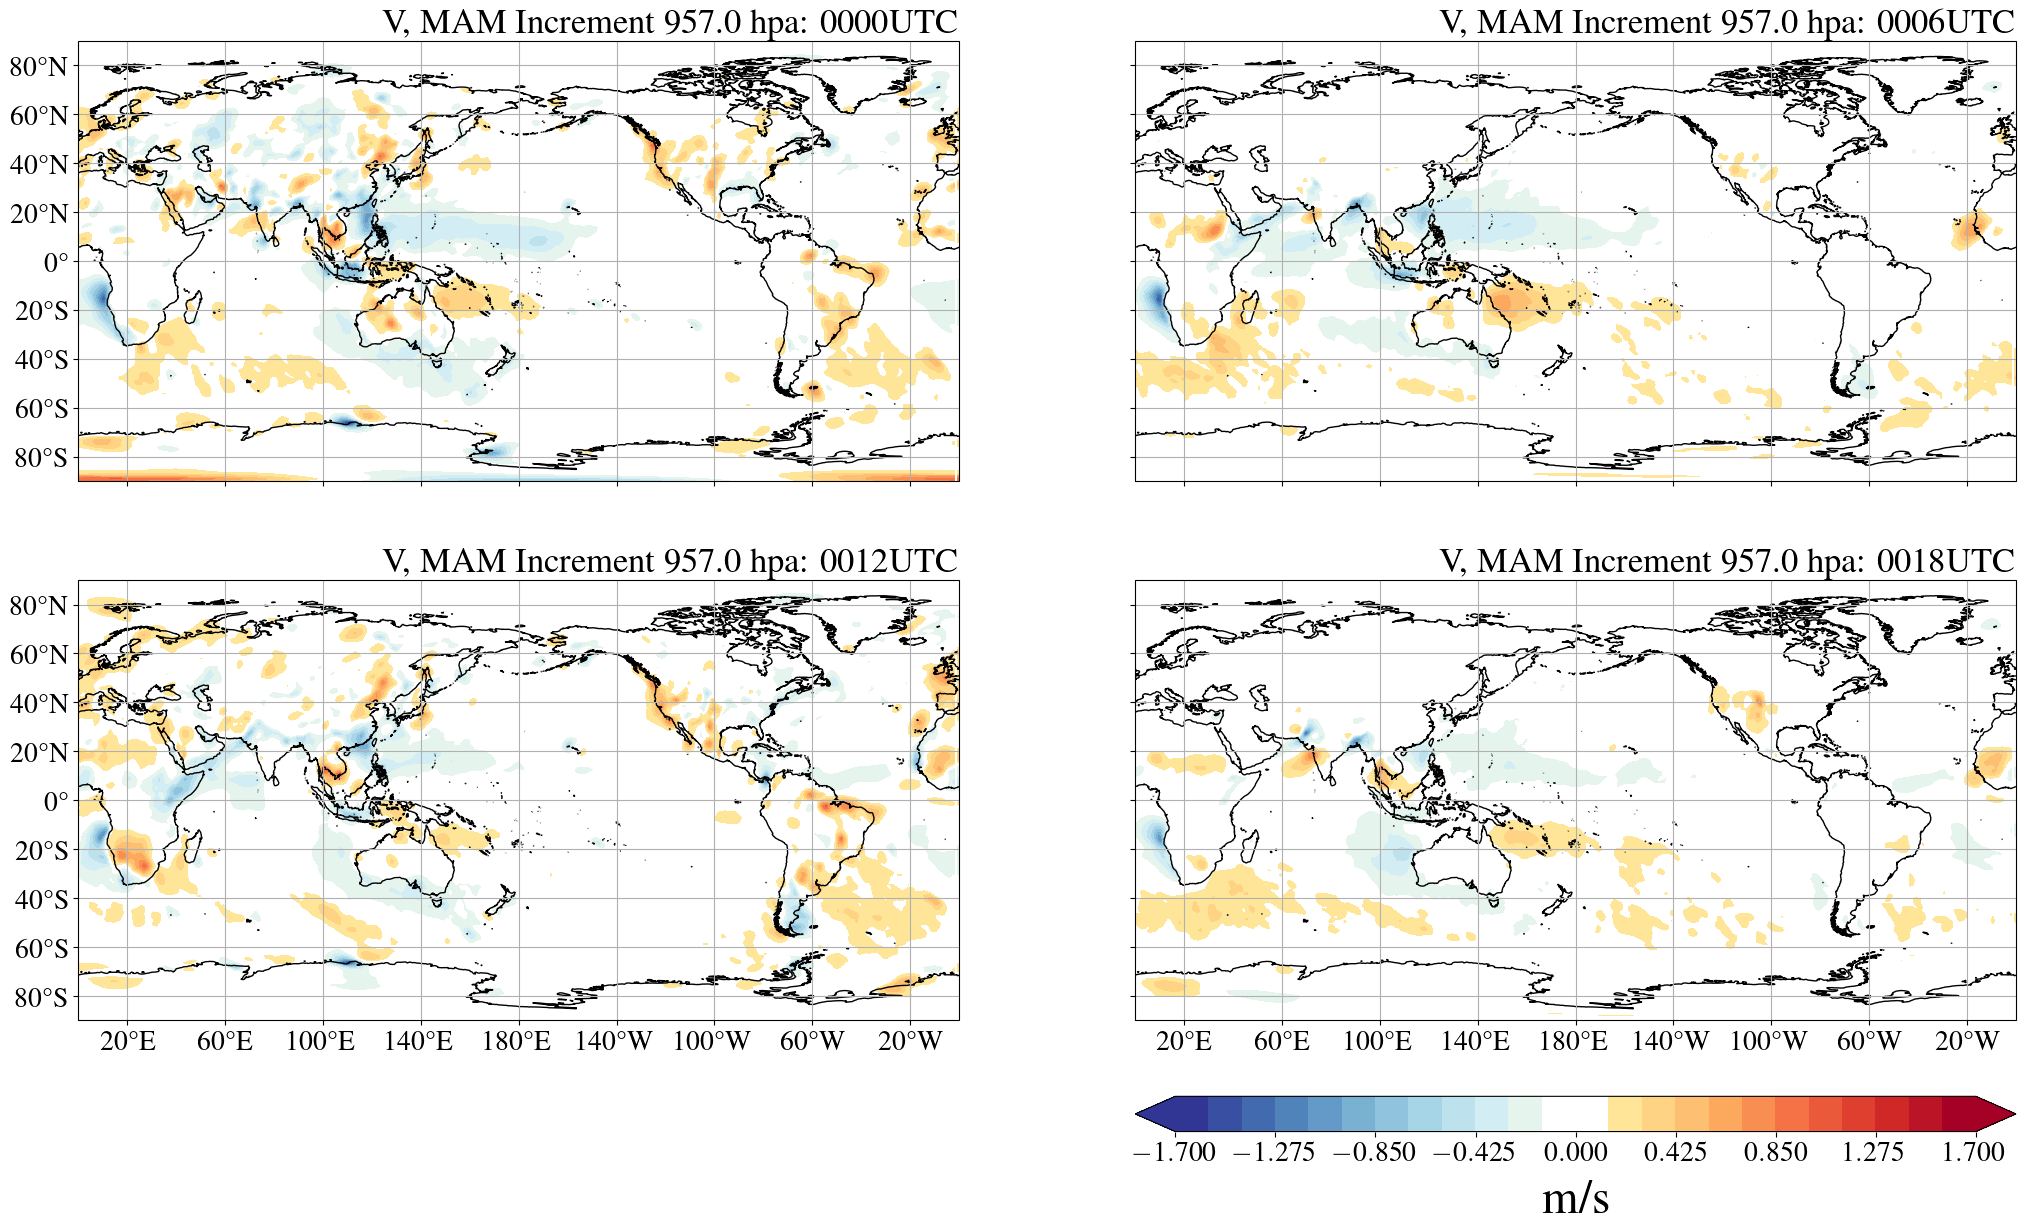 V, MAM Increment 957.0 hpa: 0000UTC
V, MAM Increment 957.0 hpa: 0006UTC
80°N
60°N
40°N
20°N
0°
20°S
40°S
60°S
80°S
V, MAM Increment 957.0 hpa: 0012UTC
V, MAM Increment 957.0 hpa: 0018UTC
80°N
60°N
40°N
20°N
0°
20°S
40°S
60°S
80°S
20°E 60°E 100°E 140°E 180°E 140°W 100°W 60°W 20°W
20°E 60°E 100°E 140°E 180°E 140°W 100°W 60°W 20°W
−1.700 −1.275 −0.850 −0.425 0.000 0.425 0.850 1.275 1.700
m/s